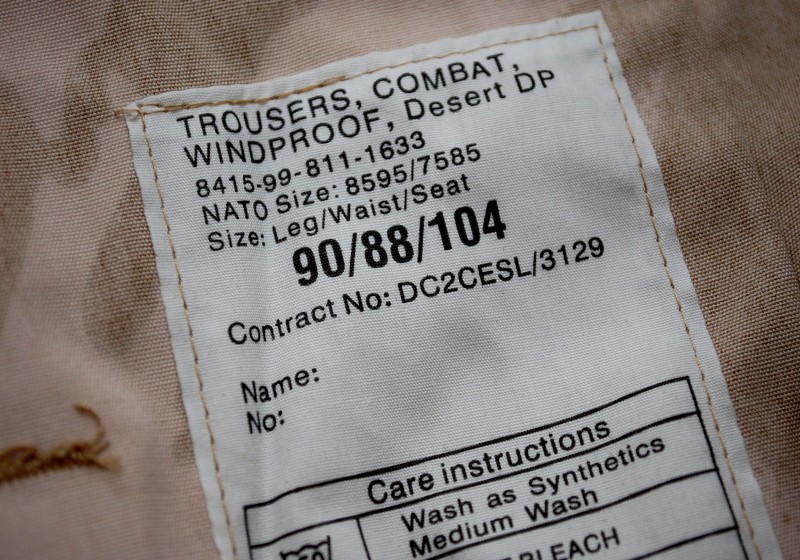 TROUSERS, COMBAT,
WINDPROOF, Desert DP
8415-99-811-1633
NATO Size: 8595/7585
Size: Leg/Waist/Seat
90/88/104
Contract No: DC2CESL/3129
Name:
No:
Care instructions
Wash as Synthetics
Medium Wash
BLEACH